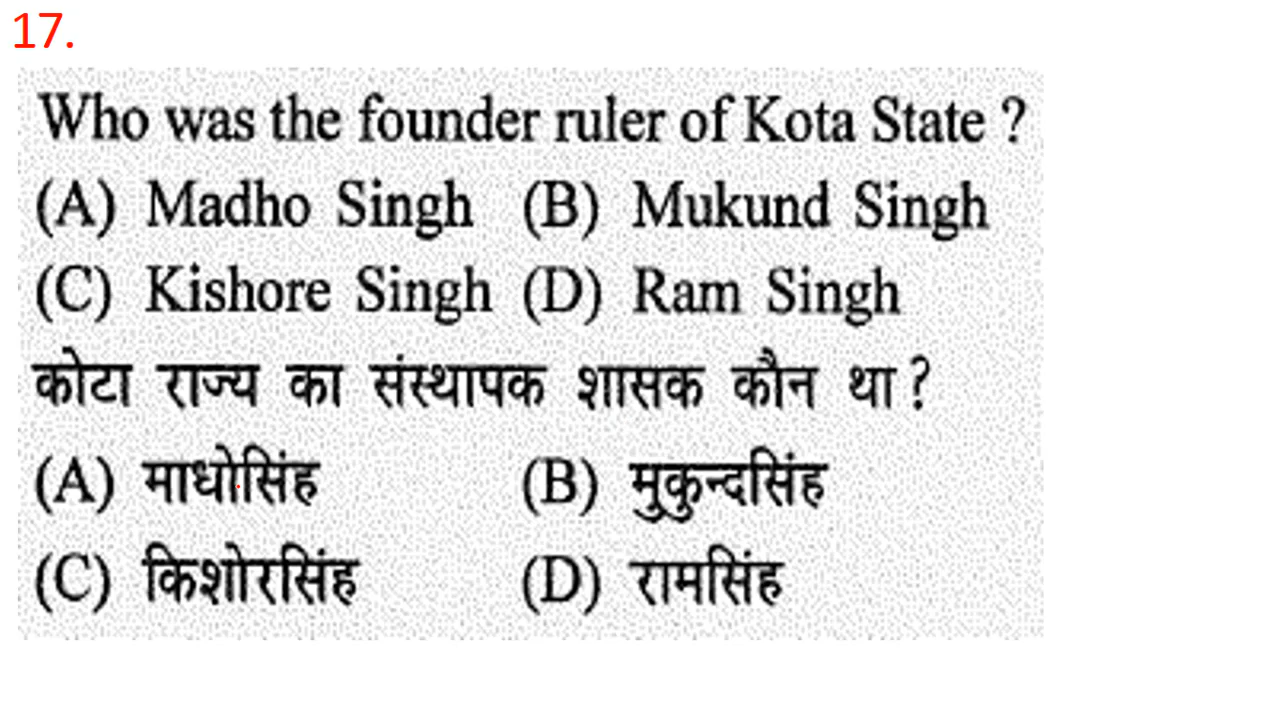 17.
Who was the founder ruler of Kota State ?
(A) Madho Singh (B) Mukund Singh
(C) Kishore Singh (D) Ram Singh
कोटा राज्य का संस्थापक शासक कौन था ?
(A) माधोसिंह (B) मुकुन्दसिंह
(C) किशोरसिंह (D) रामसिंह